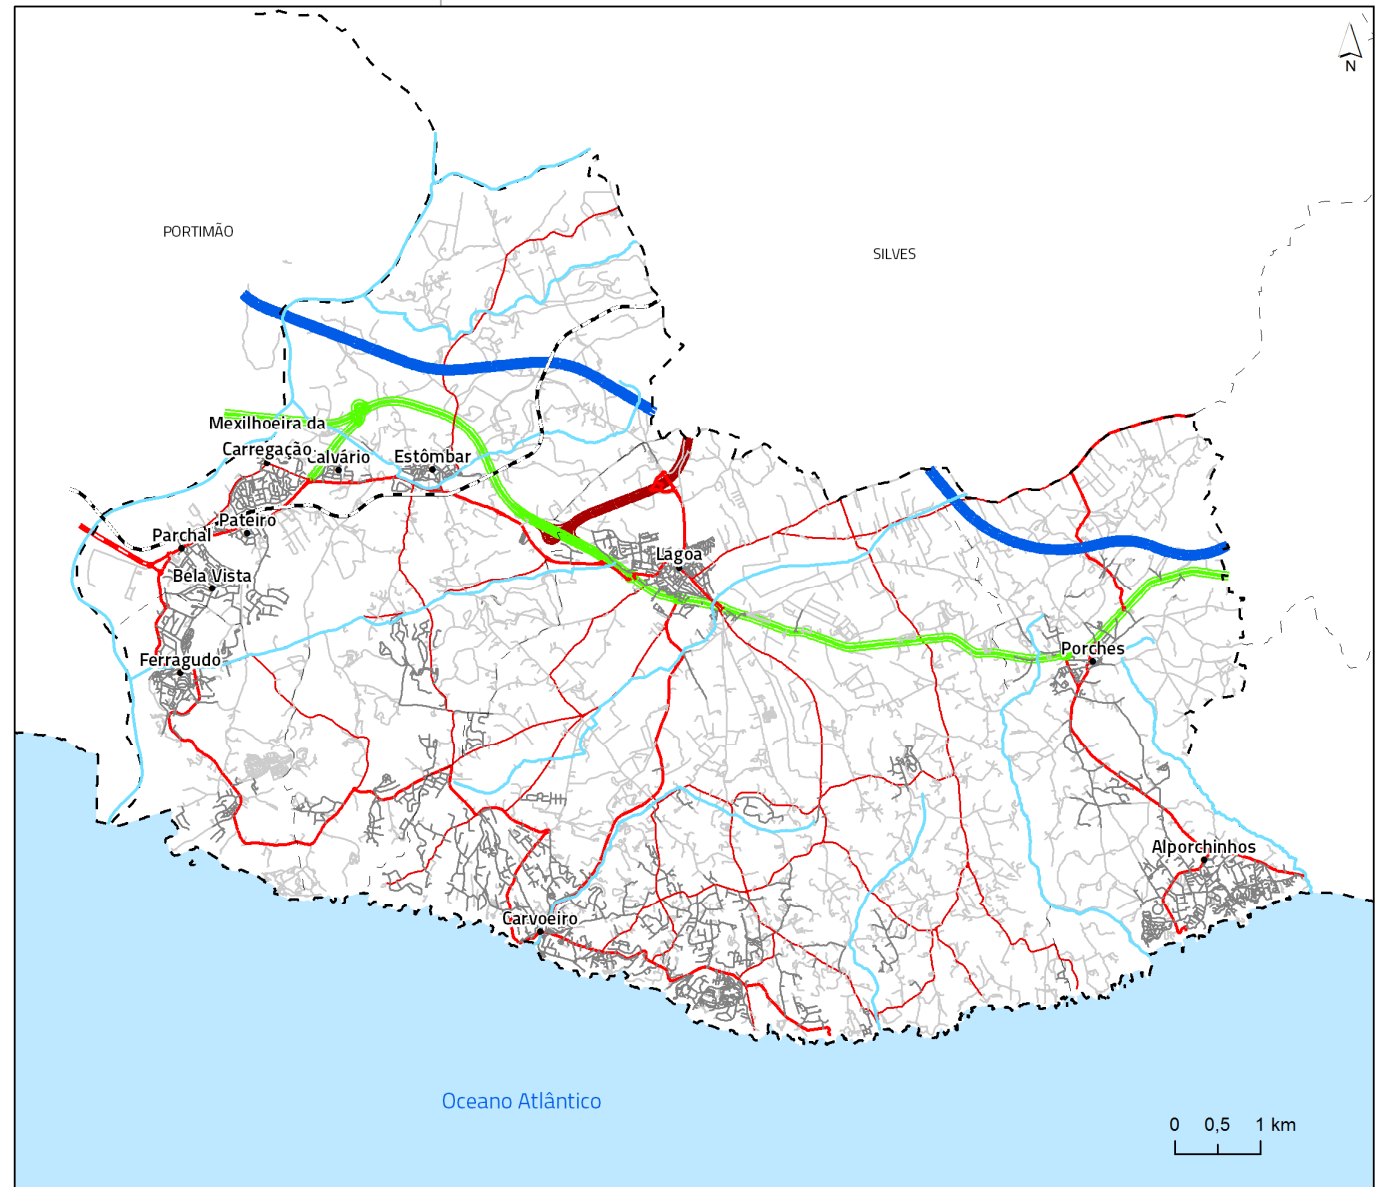 N
PORTIMÃO
SILVES
Mexilhoeira da
Carregação
Calvário
Estômbar
Pateiro
Parchal
Lagoa
Bela Vista
Porches
Ferragudo
Alporchinhos
Carvoeiro
Oceano Atlântico
0 0,5 1 km